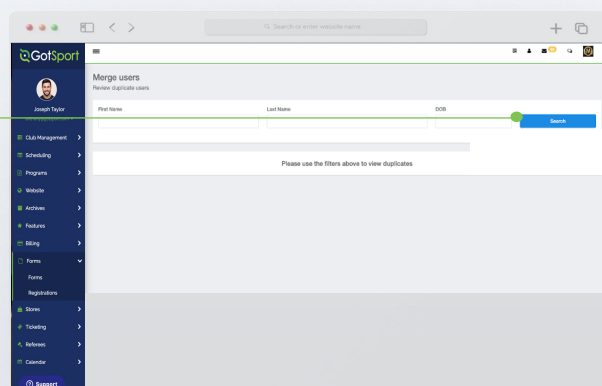 Search or enter website name
GotSport
Merge users
Review duplicate users
Joseph Taylor
First Name
Last Name
DOB
Search
Please use the filters above to view duplicates
Club Management
Scheduling
Programs
Website
Archives
Features
Billing
Forms
Forms
Registrations
Stores
Ticketing
Referees
Calendar
Support